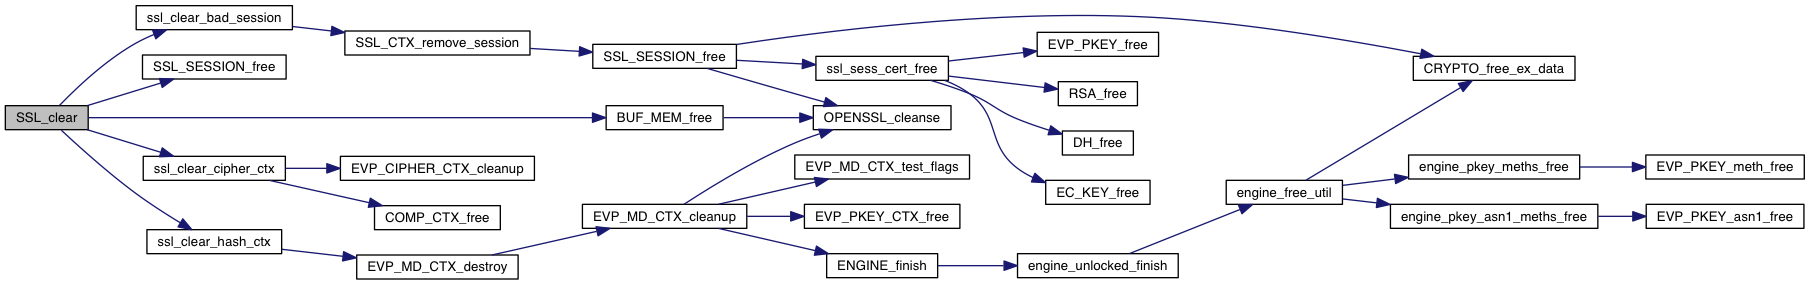 SSL_clear
ssl_clear_bad_session
SSL_SESSION_free
ssl_clear_cipher_ctx
ssl_clear_hash_ctx
SSL_CTX_remove_session
EVP_CIPHER_CTX_cleanup
COMP_CTX_free
EVP_MD_CTX_destroy
SSL_SESSION_free
BUF_MEM_free
EVP_MD_CTX_cleanup
ssl_sess_cert_free
OPENSSL_cleanse
EVP_MD_CTX_test_flags
EVP_PKEY_CTX_free
ENGINE_finish
EVP_PKEY_free
RSA_free
DH_free
EC_KEY_free
engine_unlocked_finish
engine_free_util
CRYPTO_free_ex_data
engine_pkey_meths_free
engine_pkey_asn1_meths_free
EVP_PKEY_meth_free
EVP_PKEY_asn1_free